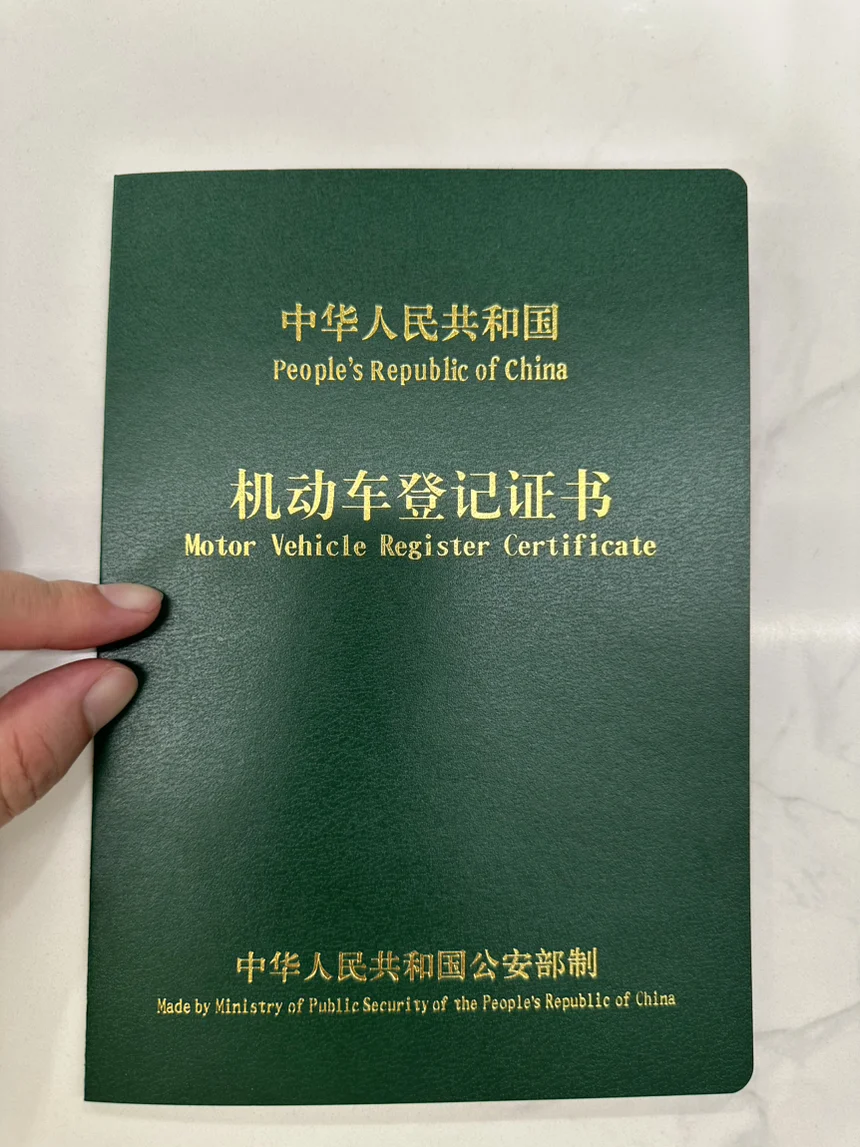 中华人民共和国
People's Republic of China
机动车登记证书
Motor Vehicle Register Certificate
中华人民共和国公安部制
Made by Ministry of Public Security of the People's Republic of China